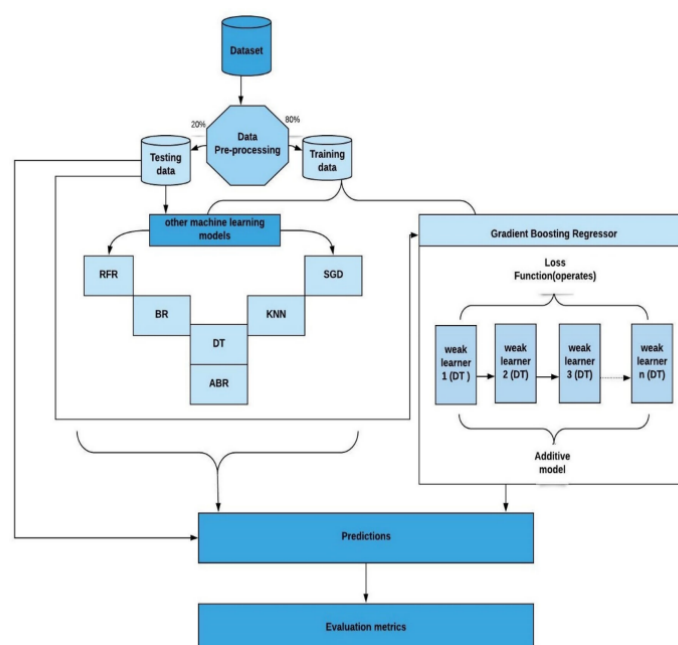 Dataset
20%
80%
Data
Pre-processing
Testing
data
Training
data
other machine learning
models
Gradient Boosting Regressor
RFR
SGD
BR
KNN
DT
ABR
Loss
Function(operates)
weak
learner
1 (DT )
weak
learner
2 (DT)
weak
learner
3 (DT)
weak
learner
n (DT)
Additive
model
Predictions
Evaluation metrics